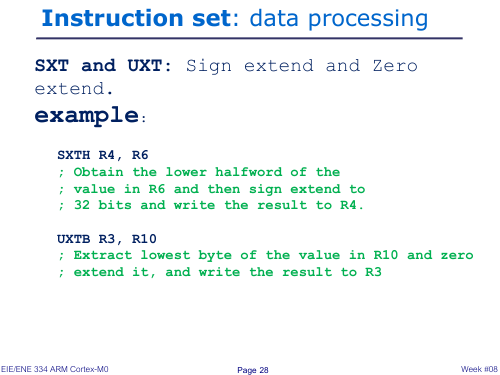 Instruction set: data processing
SXT and UXT: Sign extend and Zero
extend.
example:
SXTH R4, R6
; Obtain the lower halfword of the
; value in R6 and then sign extend to
; 32 bits and write the result to R4.
UXTB R3, R10
; Extract lowest byte of the value in R10 and zero
; extend it, and write the result to R3
EIE/ENE 334 ARM Cortex-M0 Page 28 Week #08